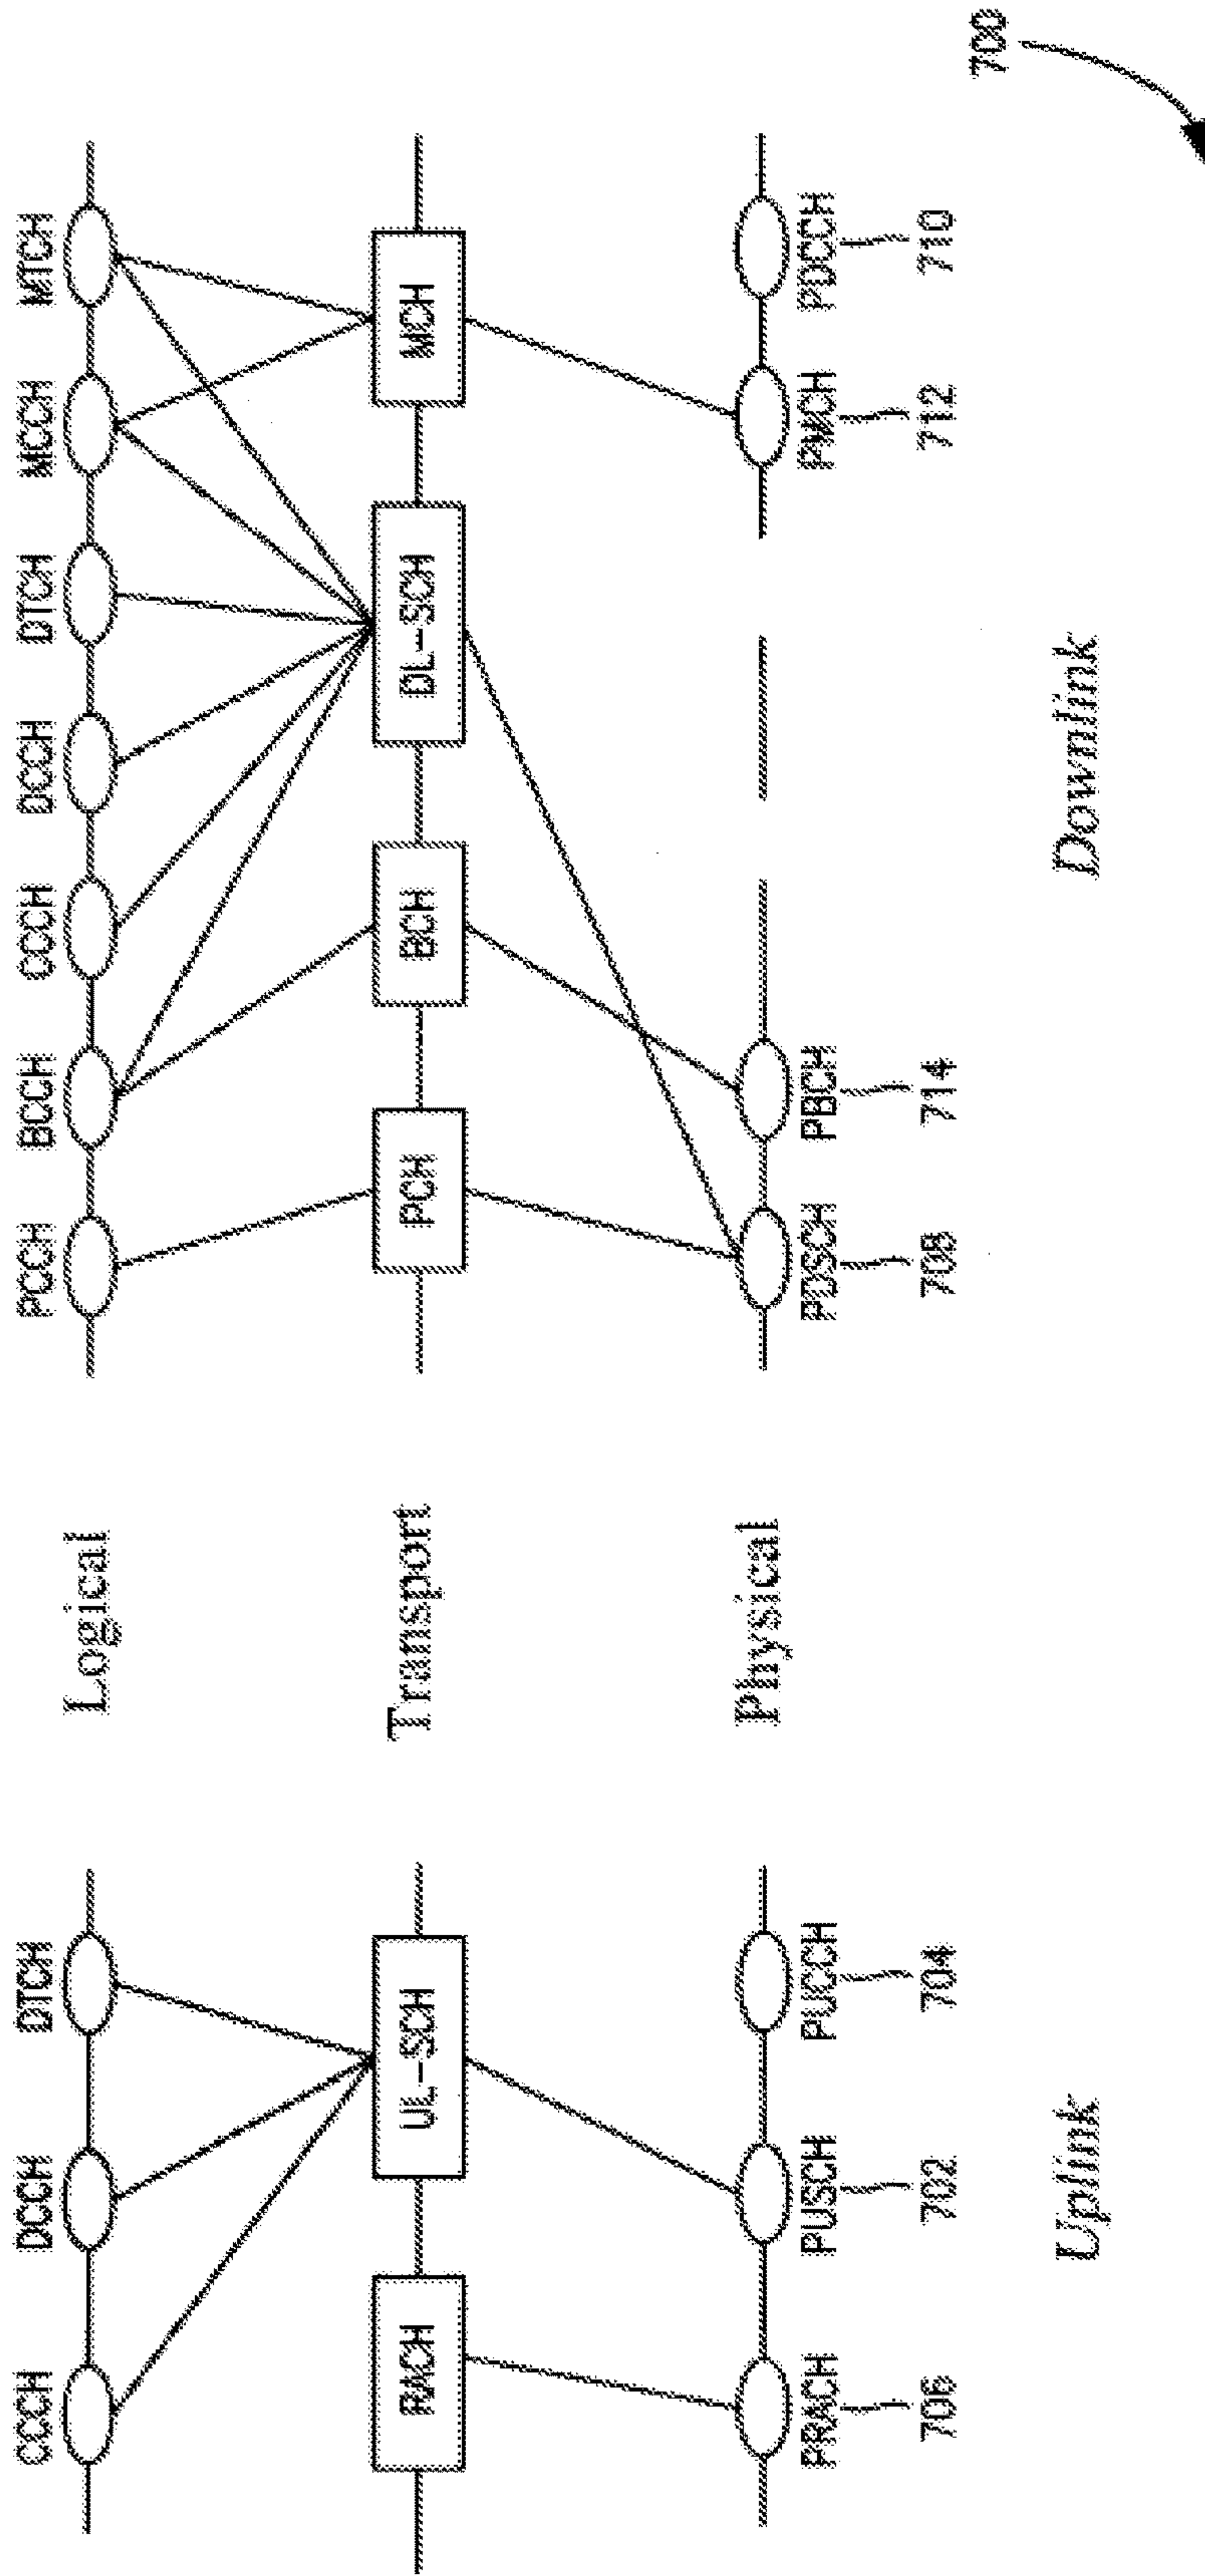 CCCH DCCH DTCH
Logical
PCCH BCCH CCCH DCCH DTCH MCCH MTCH
RACH UL-SCH
Transport
PCH BCH DL-SCH MCH
Physical
PRACH PUSCH PUCCH
706 702 704
PDSCH PBCH PMCH PDCCH
708 714 712 710
Uplink
Downlink
700